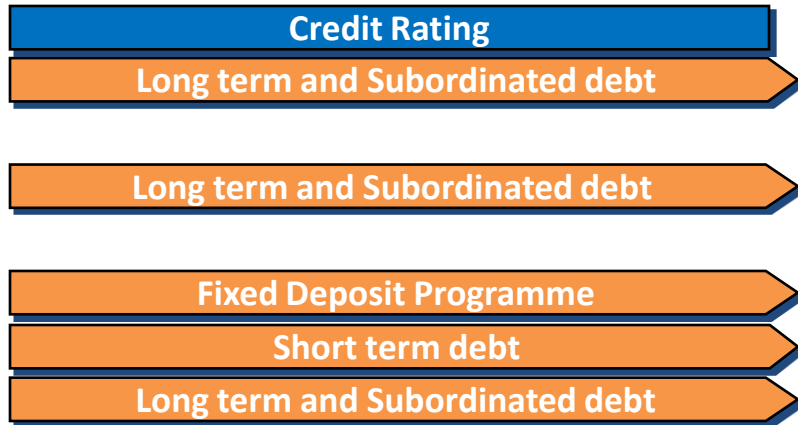 Credit Rating
Long term and Subordinated debt
Long term and Subordinated debt
Fixed Deposit Programme
Short term debt
Long term and Subordinated debt